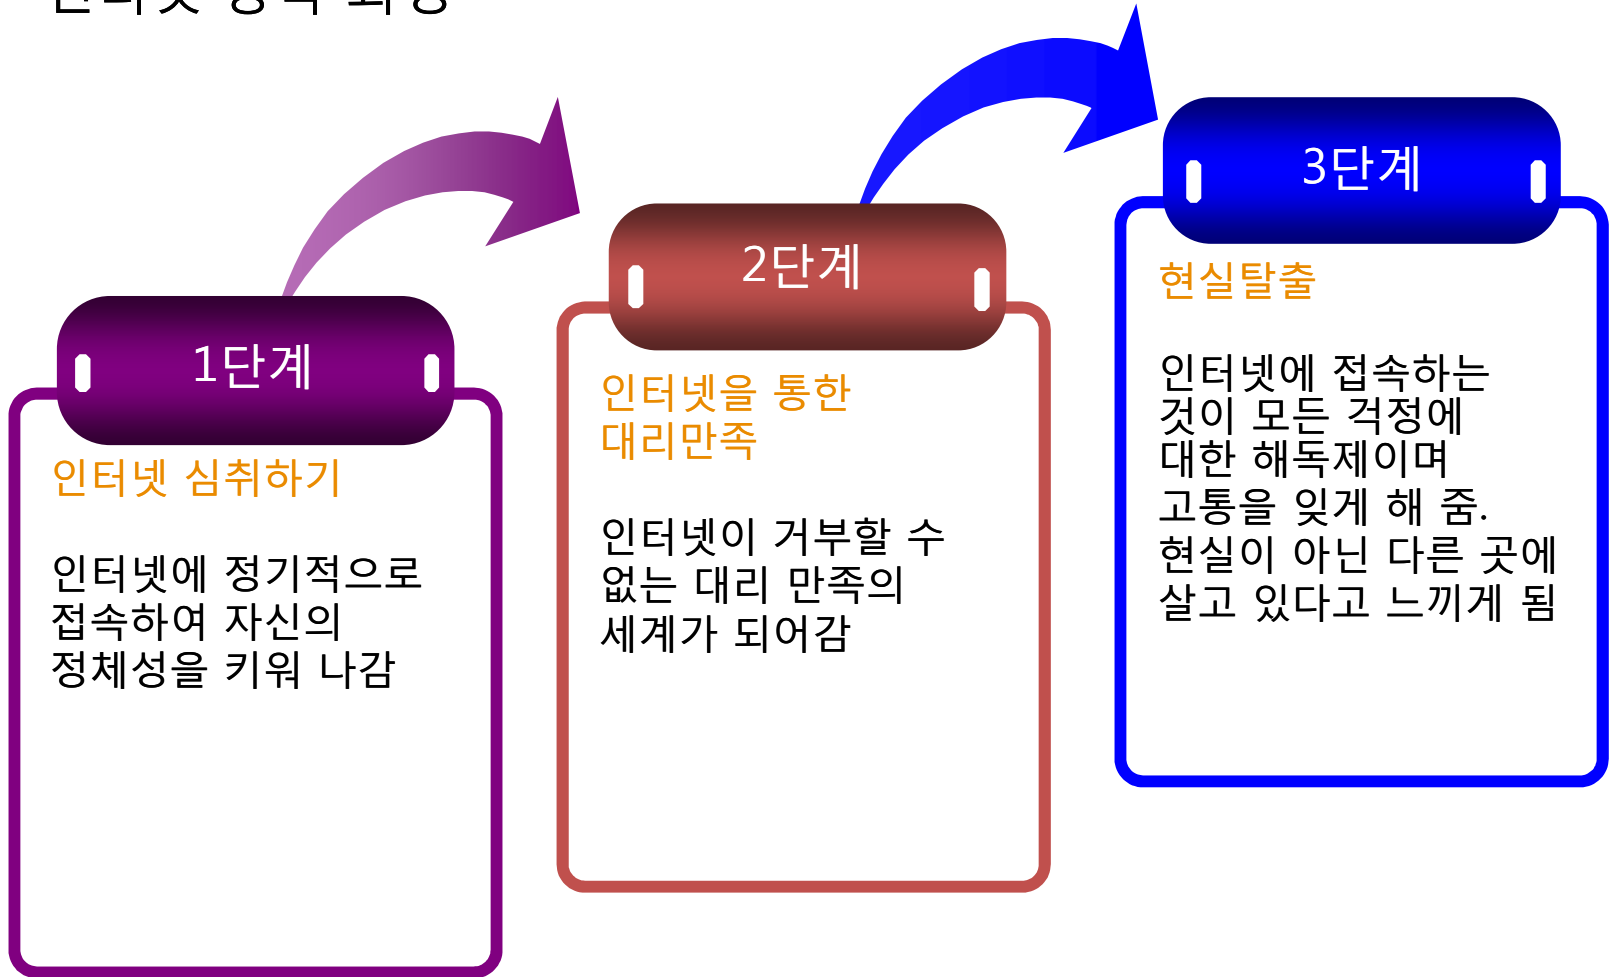 1단계
인터넷 심취하기
인터넷에 정기적으로
접속하여 자신의
정체성을 키워 나감
2단계
인터넷을 통한
대리만족
인터넷이 거부할 수
없는 대리 만족의
세계가 되어감
3단계
현실탈출
인터넷에 접속하는
것이 모든 걱정에
대한 해독제이며
고통을 잊게 해 줌.
현실이 아닌 다른 곳에
살고 있다고 느끼게 됨